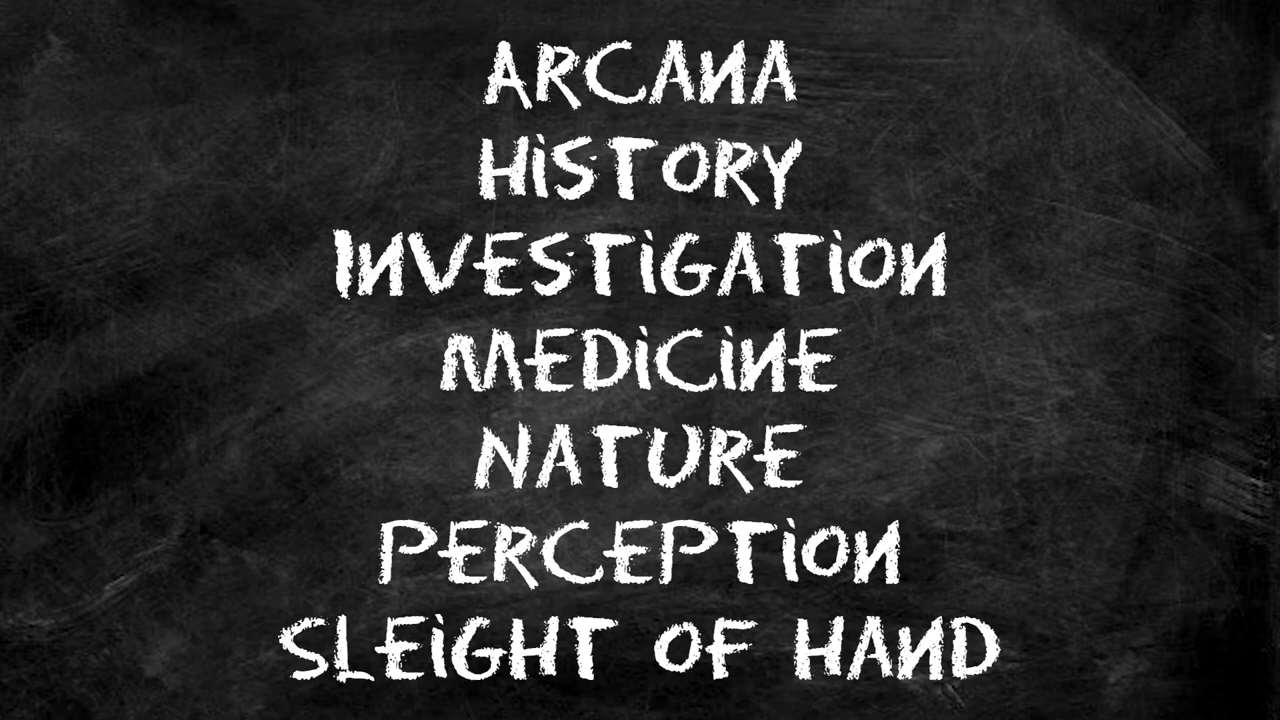 ARCANA
HiSTORY
INVESTiGATiON
MEDiCiNE
NATURE
PERCEPTiON
SLEiGHT OF HAND